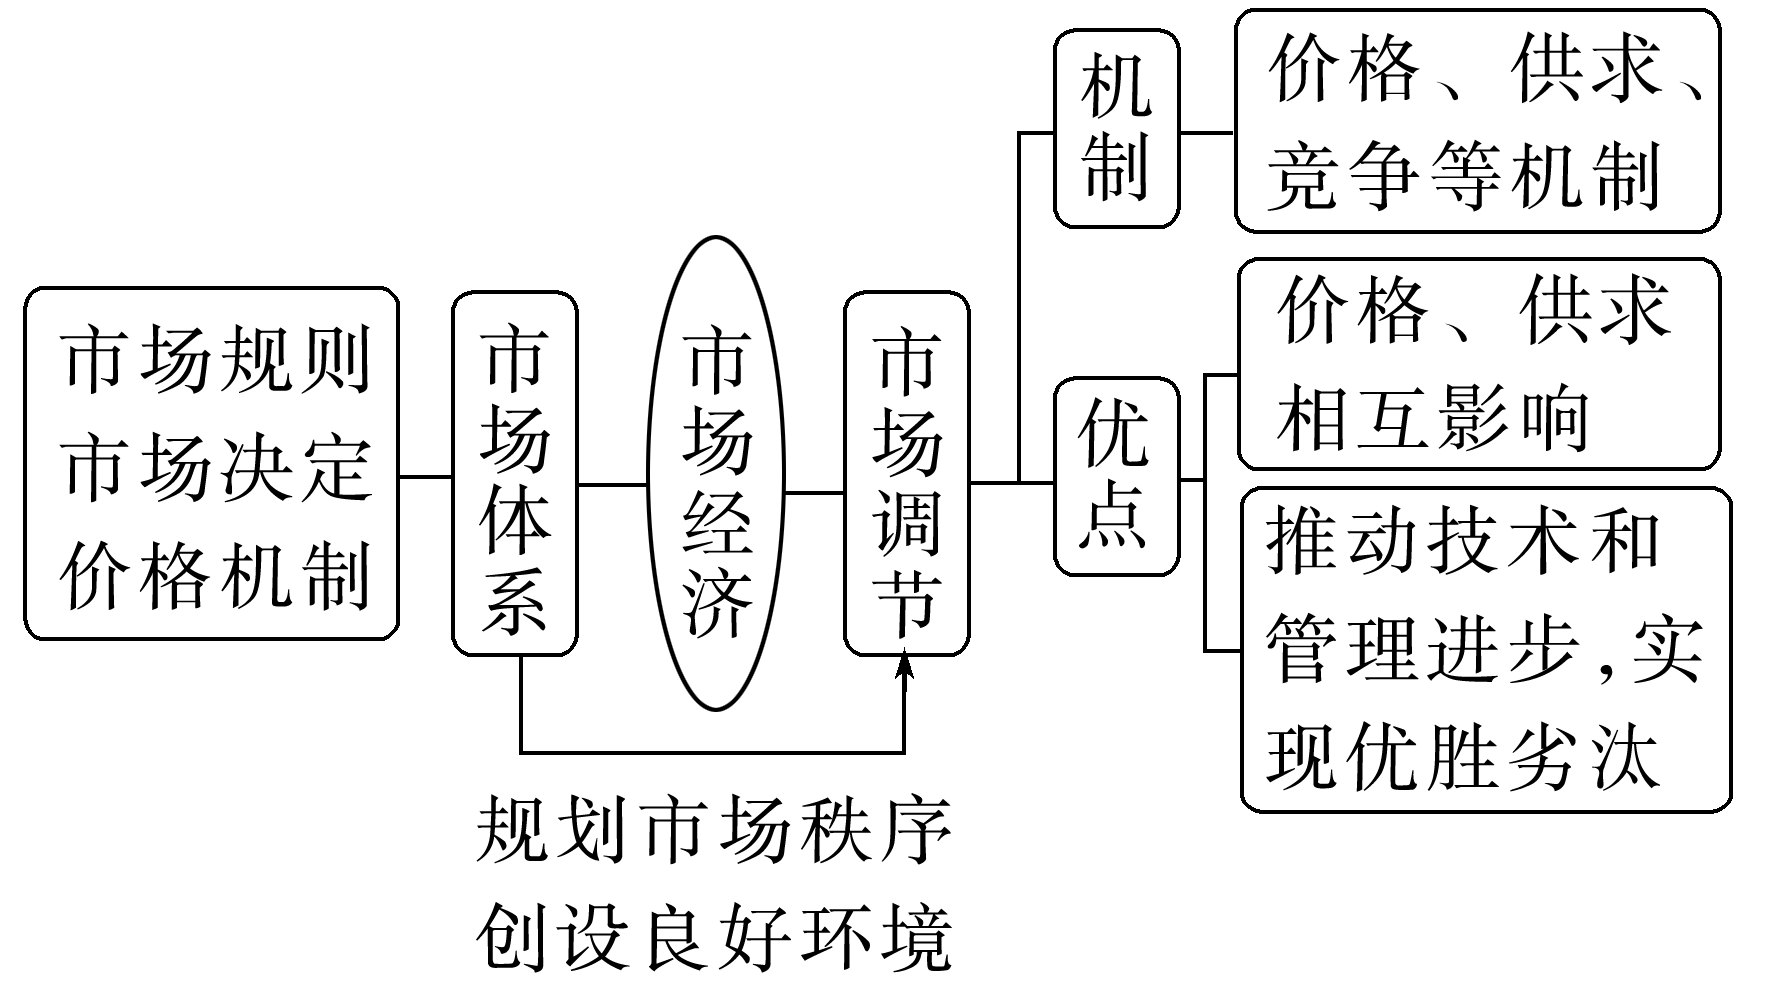 市场规则
市场决定
价格机制
市场体系
市场经济
市场调节
机制
价格、供求、
竞争等机制
优点
价格、供求
相互影响
推动技术和
管理进步,实
现优胜劣汰
规划市场秩序
创设良好环境